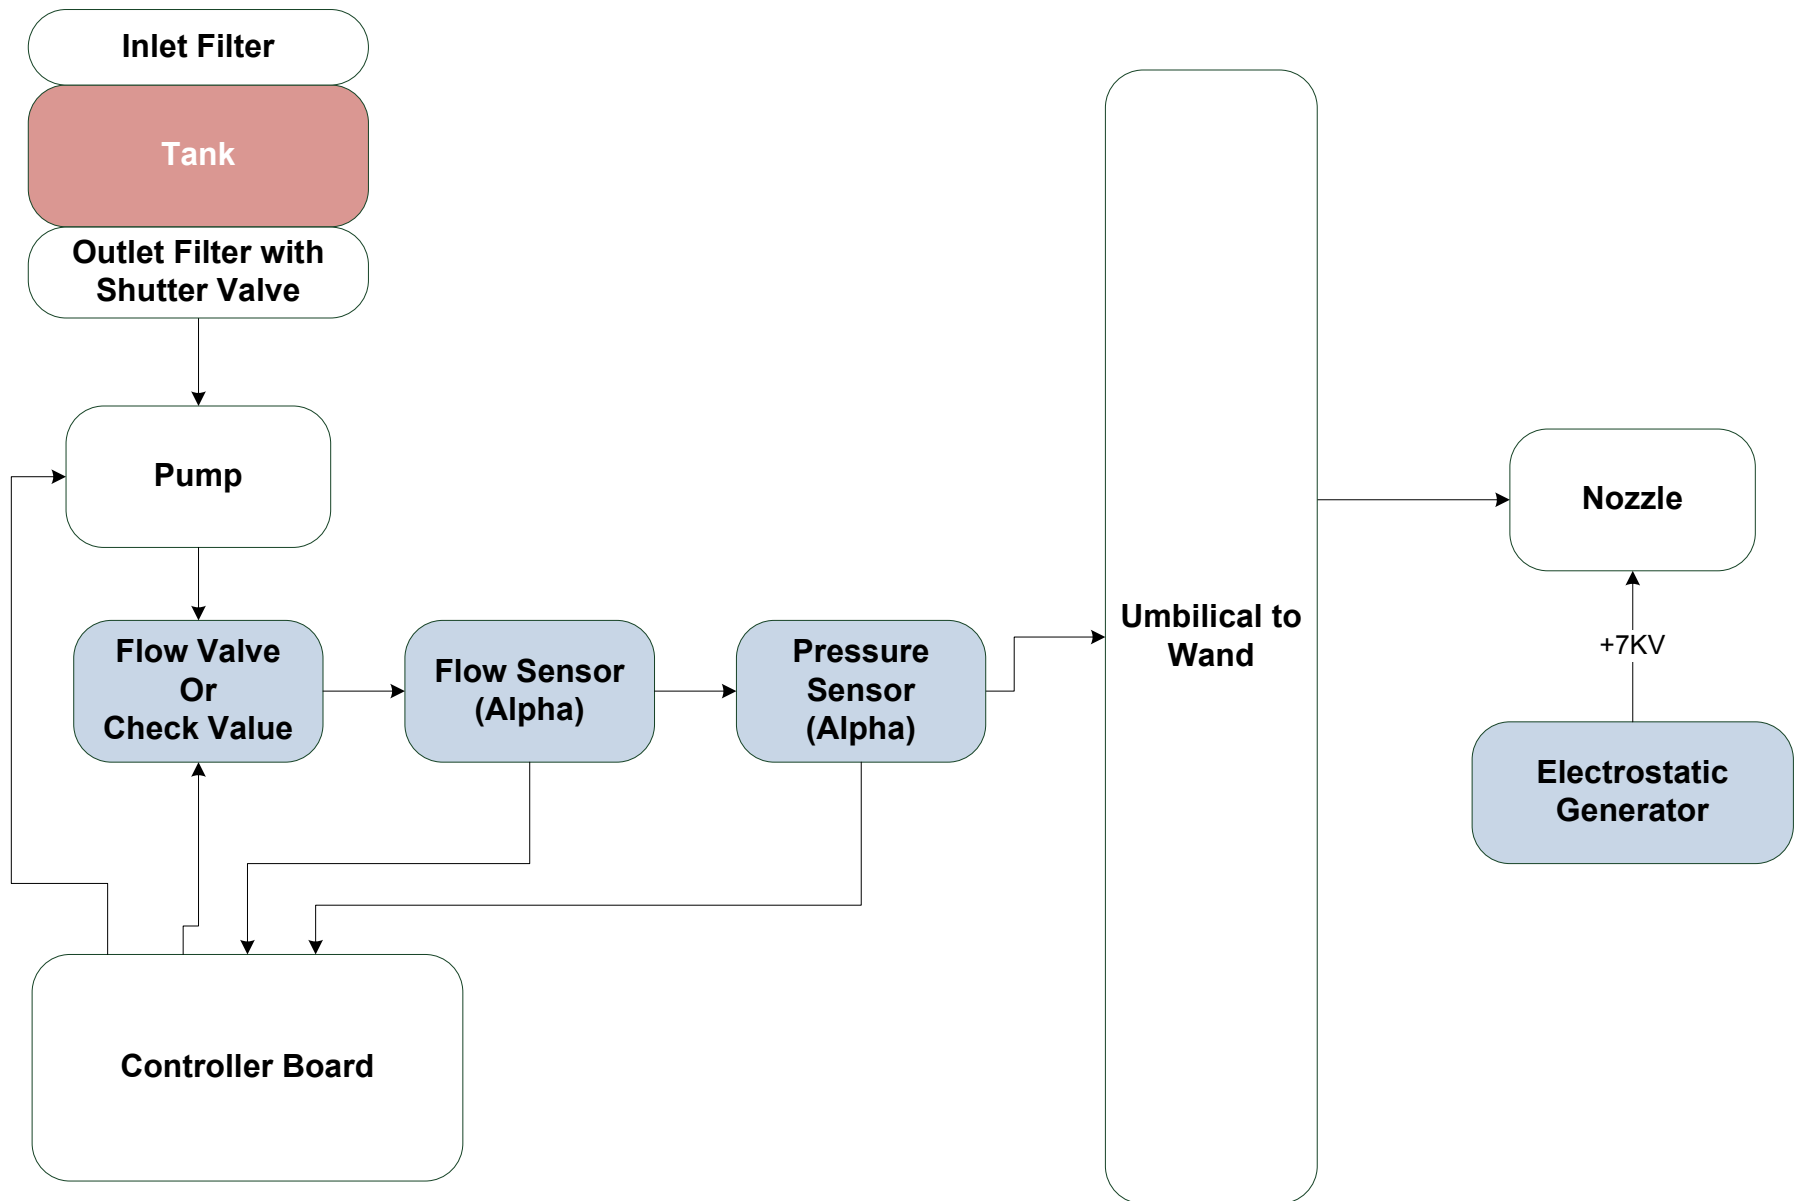 Inlet Filter
Tank
Outlet Filter with
Shutter Valve
Pump
Flow Valve
Or
Check Value
Flow Sensor
(Alpha)
Pressure
Sensor
(Alpha)
Umbilical to
Wand
Nozzle
+7KV
Electrostatic
Generator
Controller Board